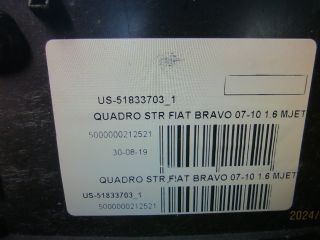 US-51833703_1
QUADRO STR FIAT BRAVO 07-10 1.6 MJET
5000000212521
30-08-19
QUADRO STR FIAT BRAVO 07-10 1.6 MJET
US-51833703_1
5000000212521
2024/